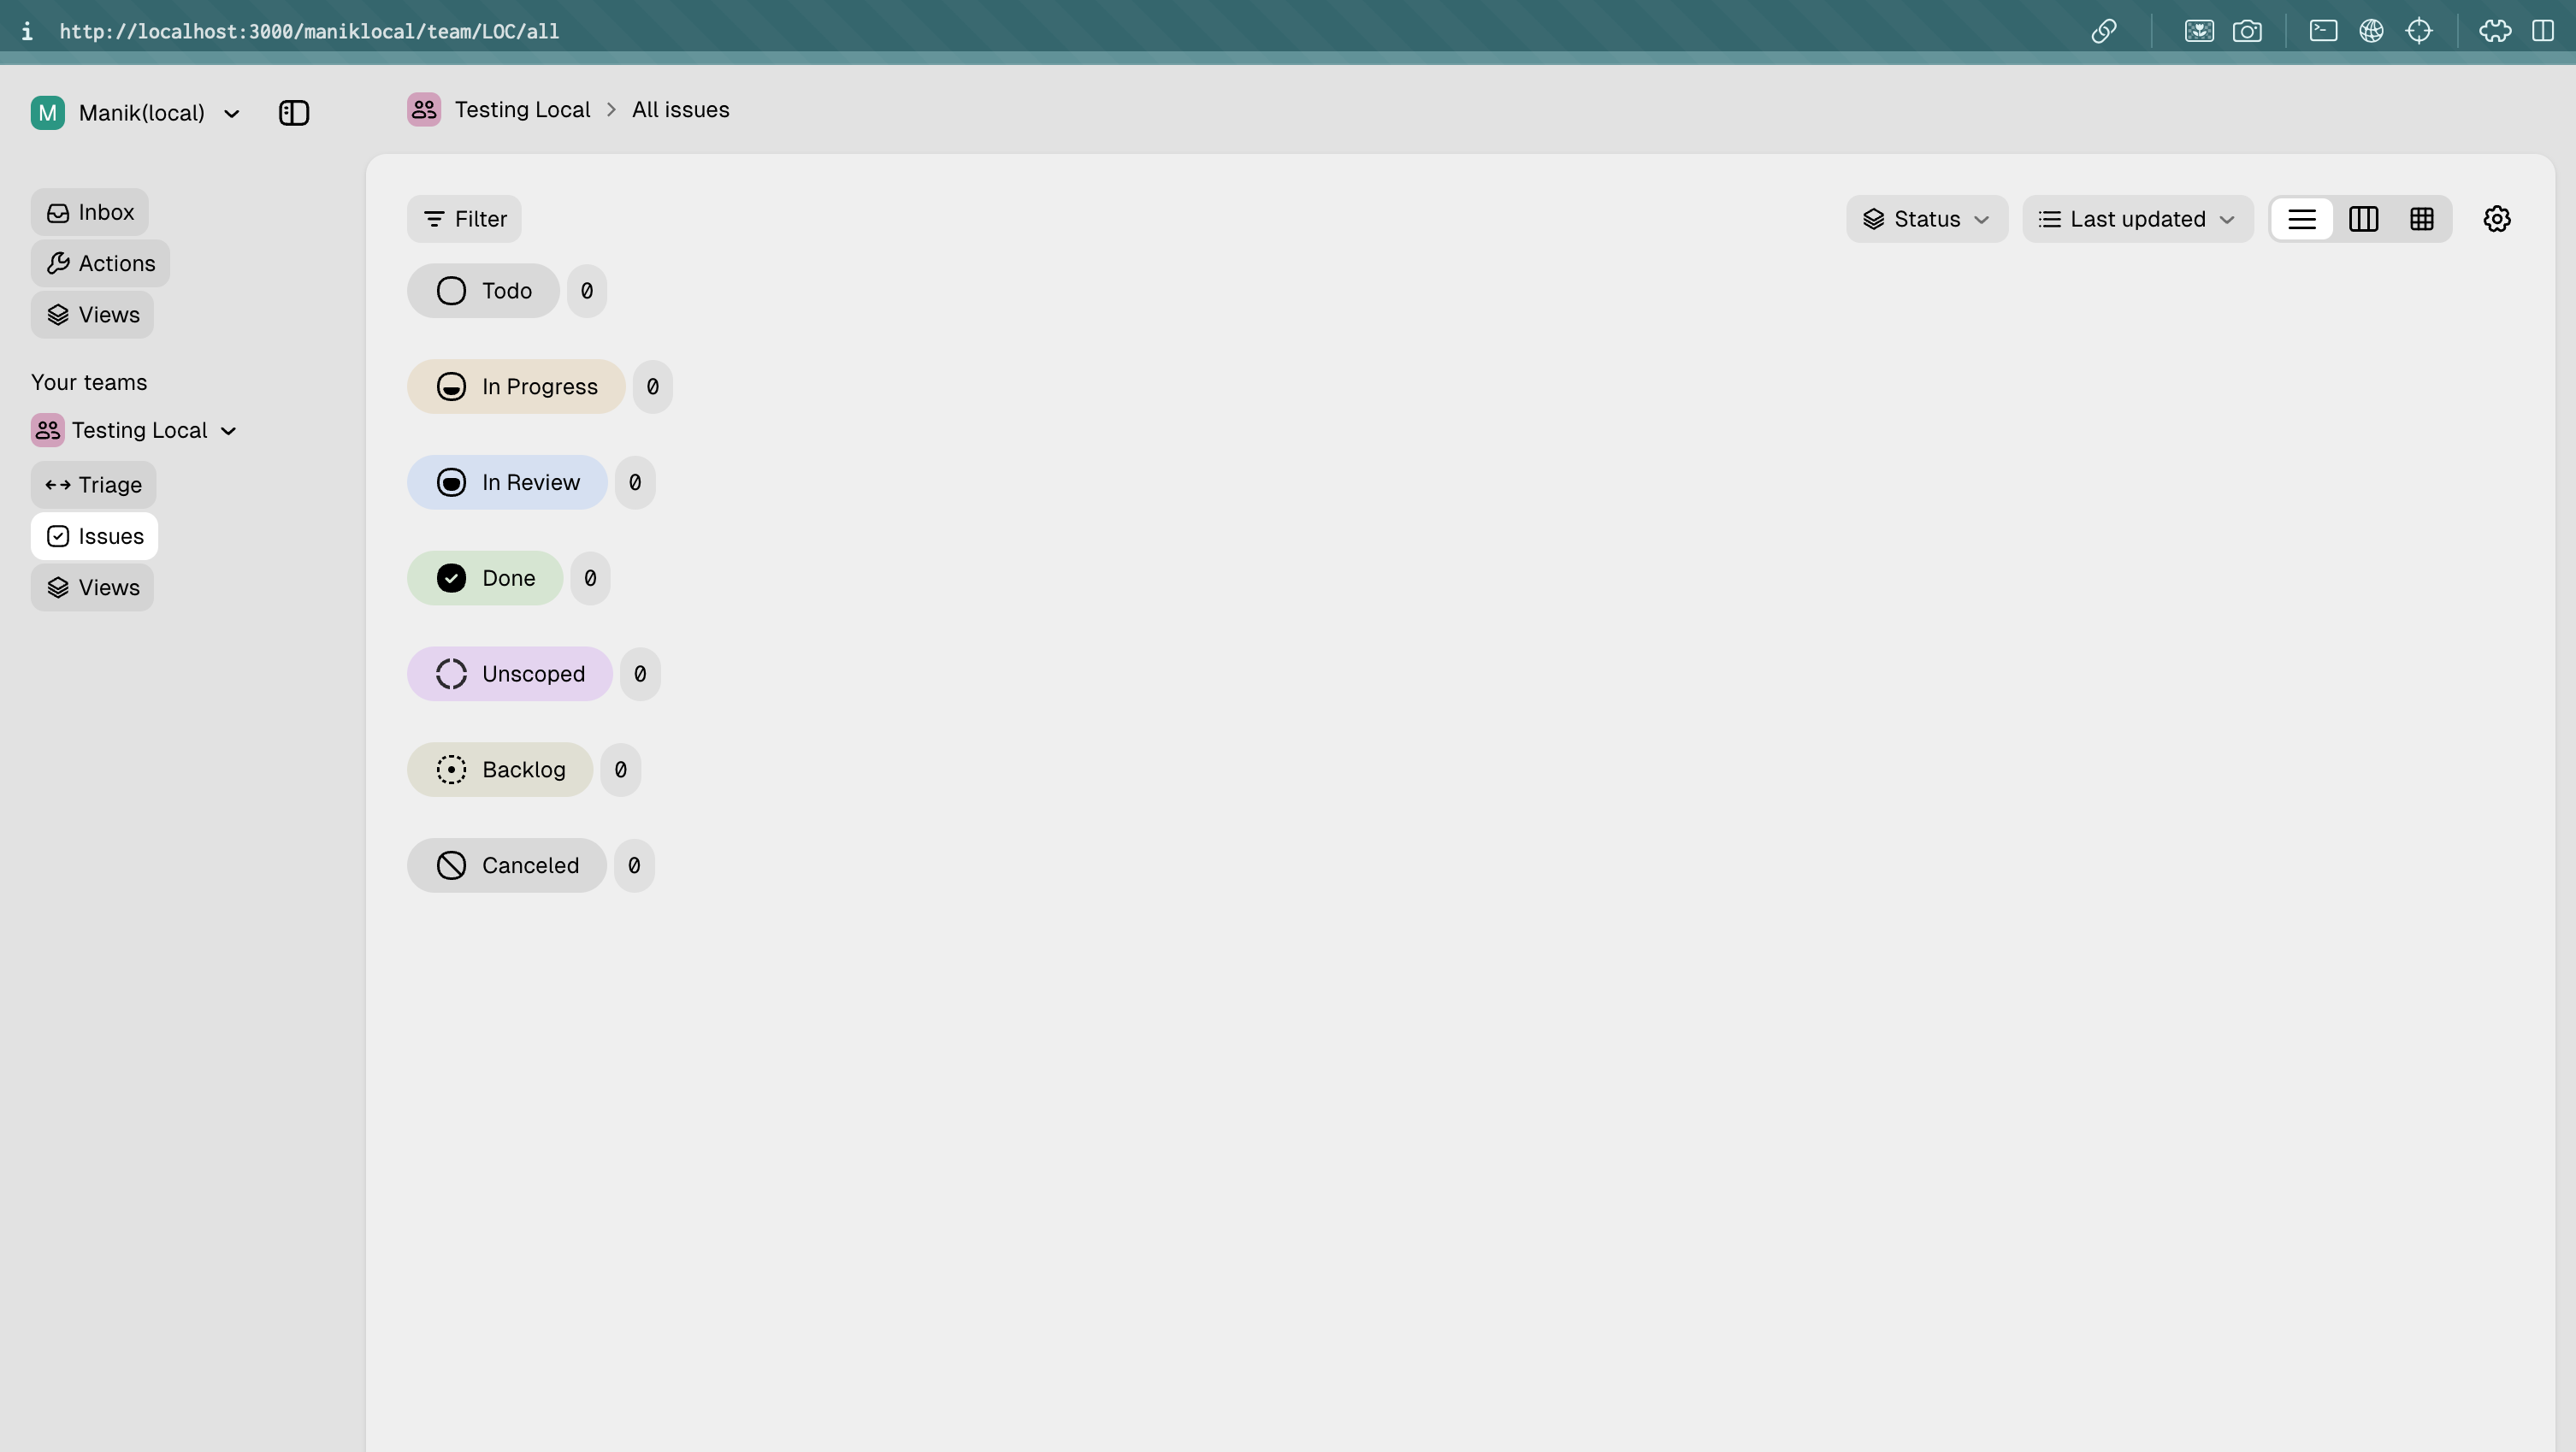 http://localhost:3000/maniklocal/team/LOC/all
M Manik(local)
Testing Local > All issues
Inbox
Actions
Views
Your teams
Testing Local
Triage
Issues
Views
Filter
Status
Last updated
Todo 0
In Progress 0
In Review 0
Done 0
Unscoped 0
Backlog 0
Canceled 0